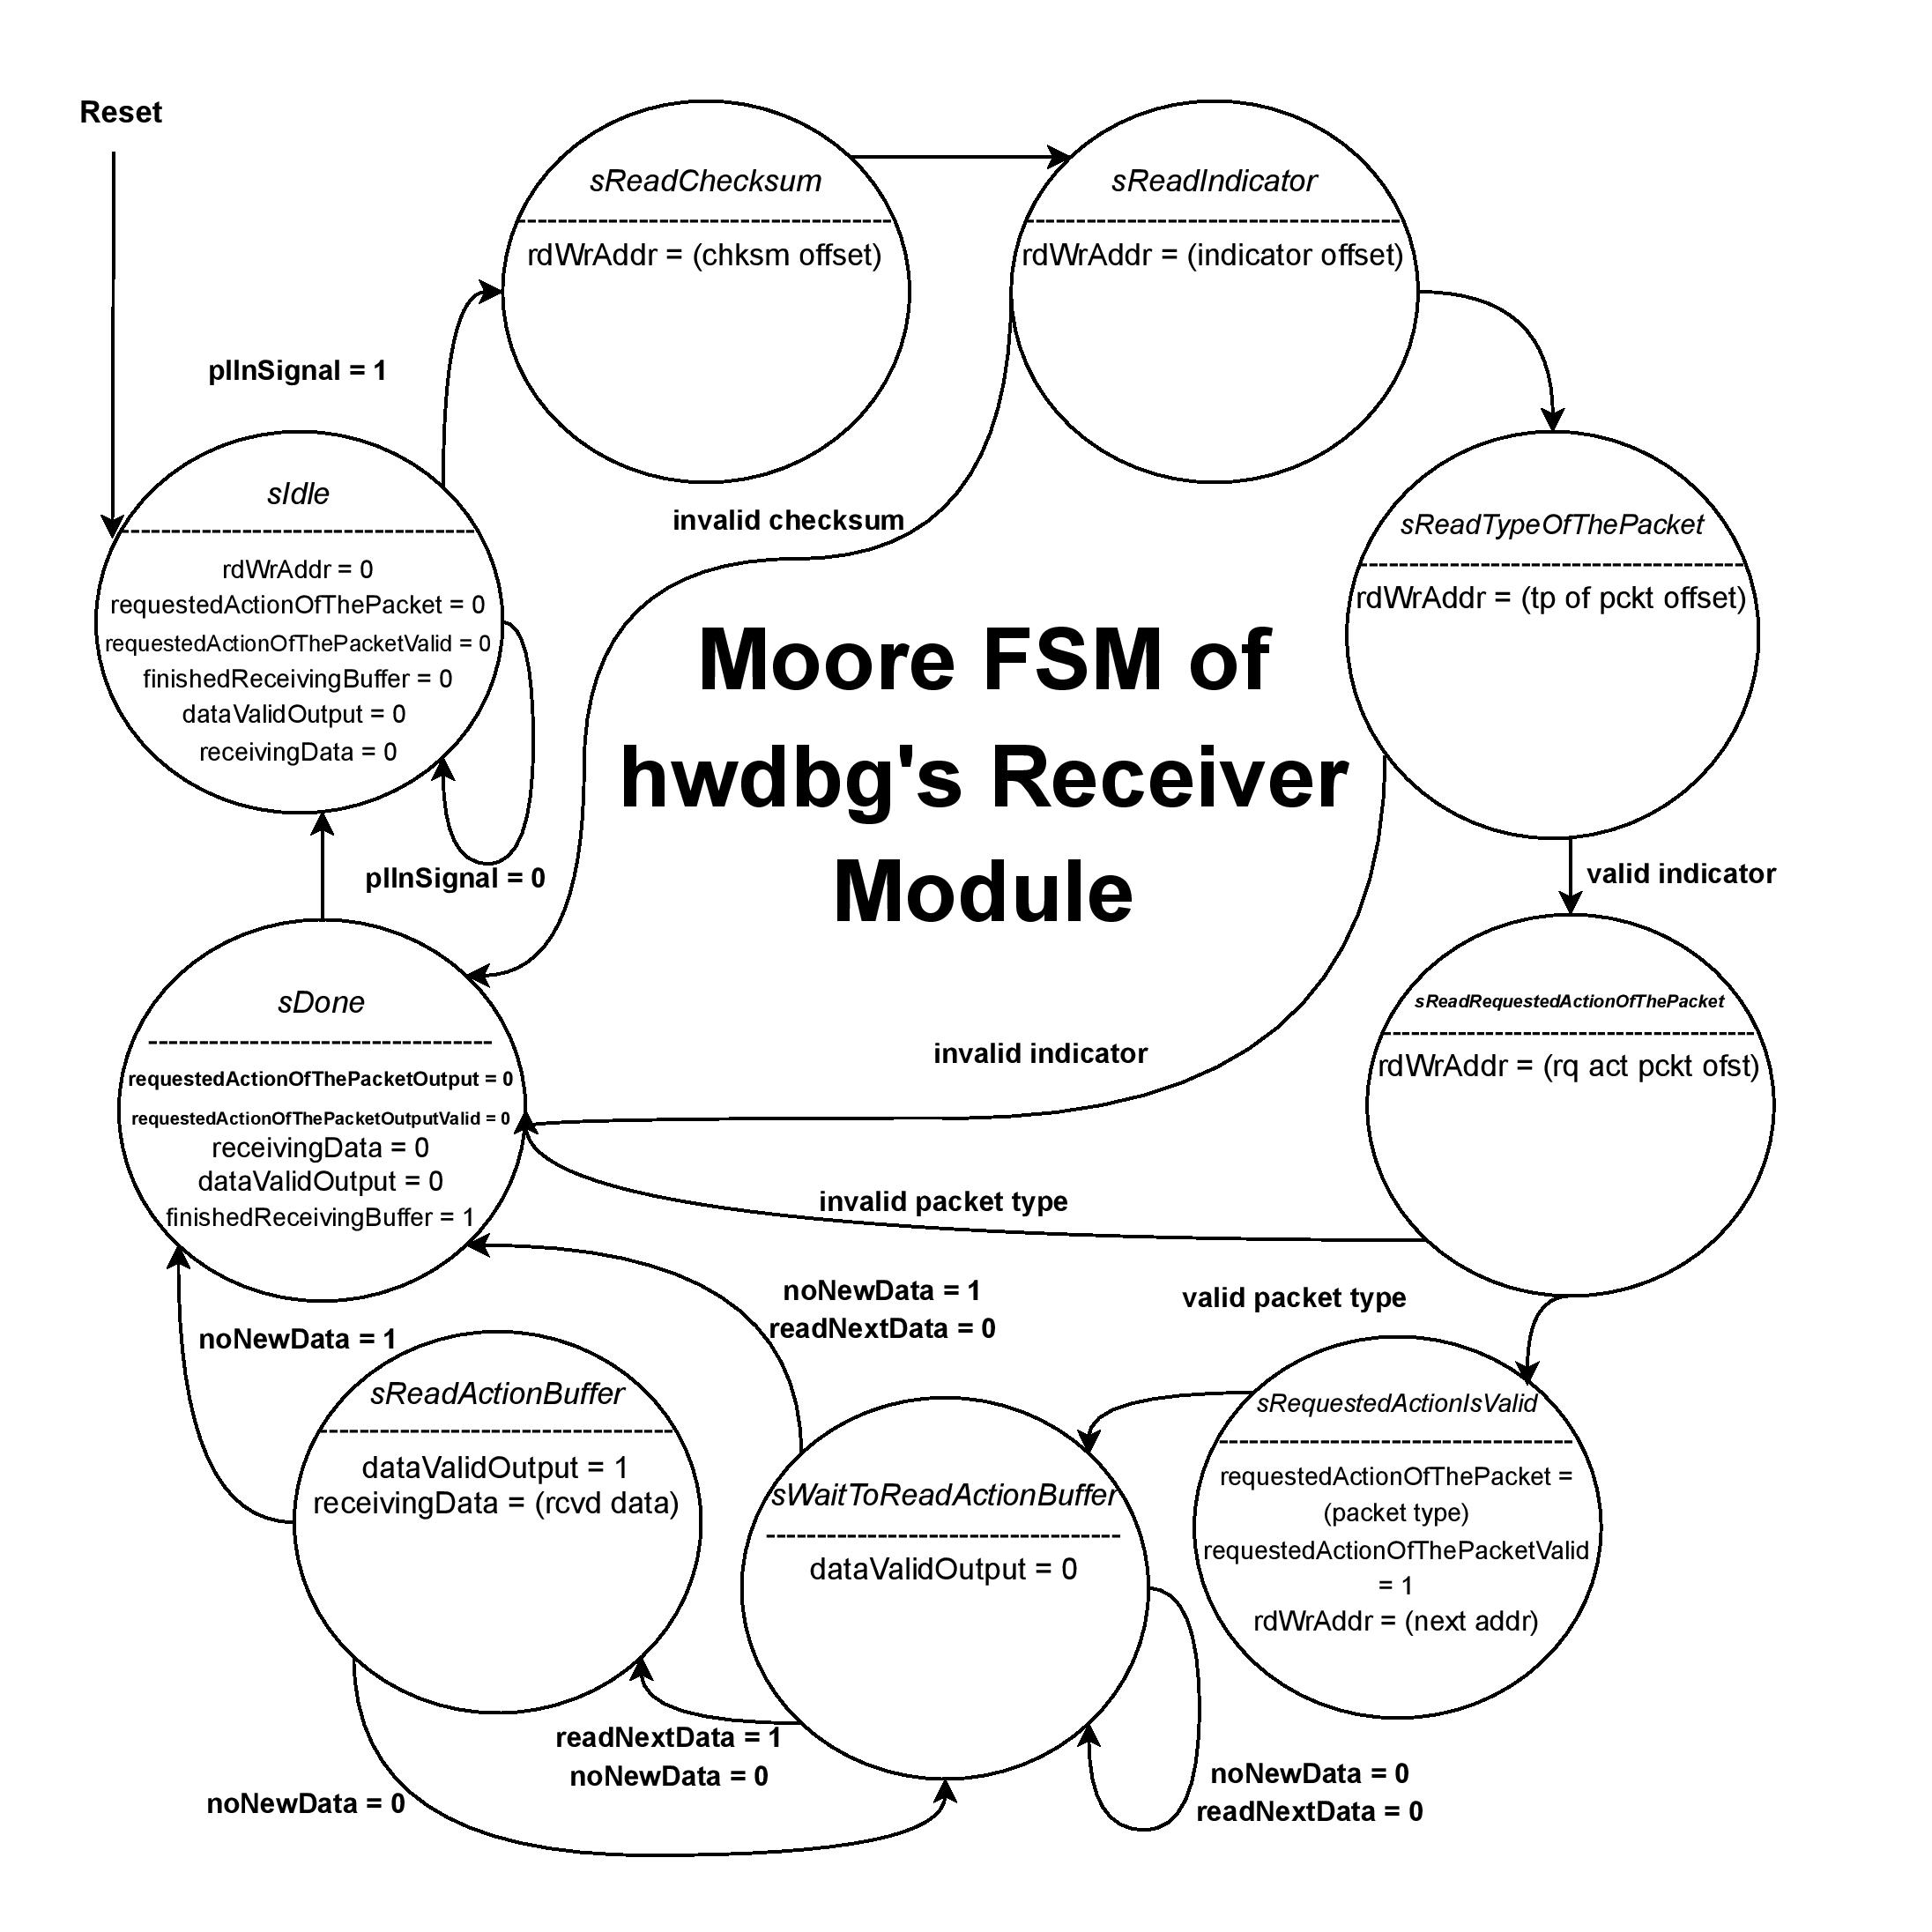 Reset
sReadChecksum
rdWrAddr = (chksm offset)
sReadIndicator
rdWrAddr = (indicator offset)
plInSignal = 1
sIdle
rdWrAddr = 0
requestedActionOfThePacket = 0
requestedActionOfThePacketValid = 0
finishedReceivingBuffer = 0
dataValidOutput = 0
receivingData = 0
invalid checksum
sReadTypeOfThePacket
rdWrAddr = (tp of pckt offset)
Moore FSM of
hwdbg's Receiver
Module
plInSignal = 0
valid indicator
sDone
requestedActionOfThePacketOutput = 0
requestedActionOfThePacketOutputValid = 0
receivingData = 0
dataValidOutput = 0
finishedReceivingBuffer = 1
invalid indicator
sReadRequestedActionOfThePacket
rdWrAddr = (rq act pckt ofst)
invalid packet type
noNewData = 1
readNextData = 0
valid packet type
noNewData = 1
sReadActionBuffer
dataValidOutput = 1
receivingData = (rcvd data)
sWaitToReadActionBuffer
dataValidOutput = 0
sRequestedActionIsValid
requestedActionOfThePacket =
(packet type)
requestedActionOfThePacketValid
= 1
rdWrAddr = (next addr)
readNextData = 1
noNewData = 0
noNewData = 0
noNewData = 0
readNextData = 0